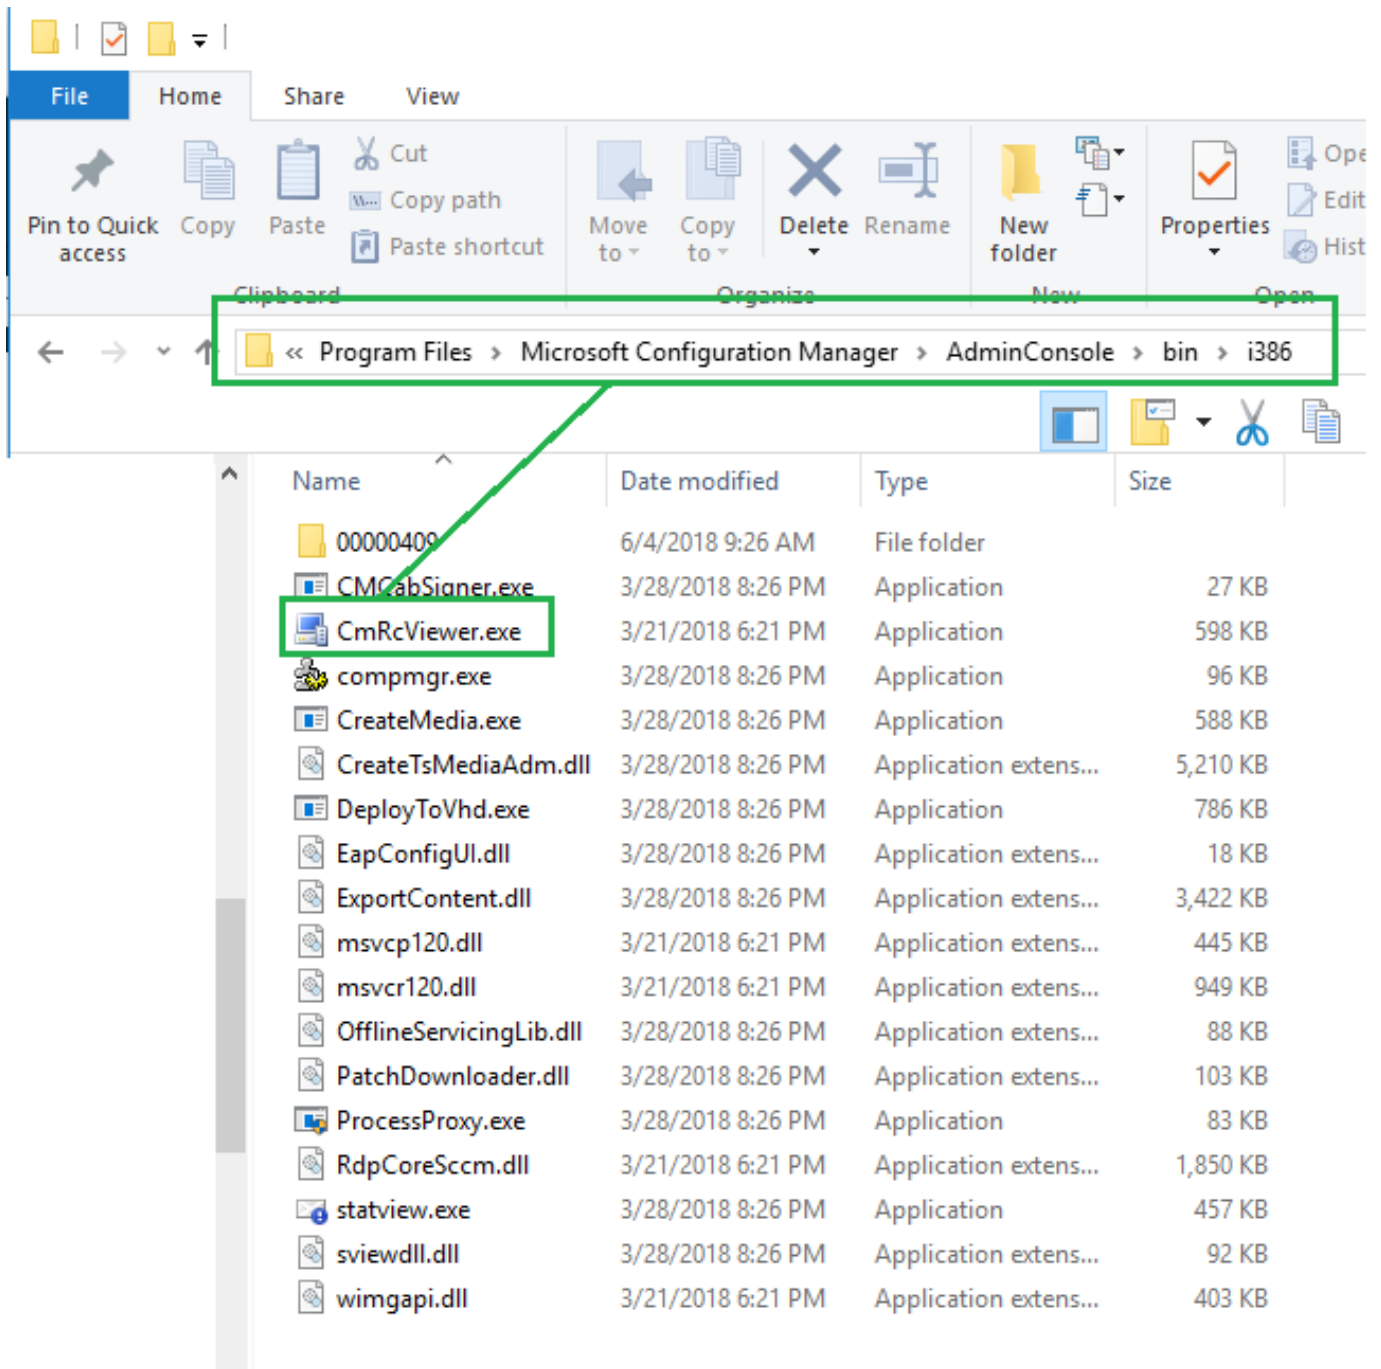 File Home Share View
Cut
Copy path
Paste shortcut
Pin to Quick access
Copy
Paste
Move to
Copy to
Delete
Rename
New folder
Properties
Ope
Edit
Hist
Clipboard Organize New Open
« Program Files > Microsoft Configuration Manager > AdminConsole > bin > i386
Name Date modified Type Size
00000409 6/4/2018 9:26 AM File folder
CMCabSigner.exe 3/28/2018 8:26 PM Application 27 KB
CmRcViewer.exe 3/21/2018 6:21 PM Application 598 KB
compmgr.exe 3/28/2018 8:26 PM Application 96 KB
CreateMedia.exe 3/28/2018 8:26 PM Application 588 KB
CreateTsMediaAdm.dll 3/28/2018 8:26 PM Application extens... 5,210 KB
DeployToVhd.exe 3/28/2018 8:26 PM Application 786 KB
EapConfigUI.dll 3/28/2018 8:26 PM Application extens... 18 KB
ExportContent.dll 3/28/2018 8:26 PM Application extens... 3,422 KB
msvcp120.dll 3/21/2018 6:21 PM Application extens... 445 KB
msvcr120.dll 3/21/2018 6:21 PM Application extens... 949 KB
OfflineServicingLib.dll 3/28/2018 8:26 PM Application extens... 88 KB
PatchDownloader.dll 3/28/2018 8:26 PM Application extens... 103 KB
ProcessProxy.exe 3/28/2018 8:26 PM Application 83 KB
RdpCoreSccm.dll 3/21/2018 6:21 PM Application extens... 1,850 KB
statview.exe 3/28/2018 8:26 PM Application 457 KB
sviewdll.dll 3/28/2018 8:26 PM Application extens... 92 KB
wimgapi.dll 3/21/2018 6:21 PM Application extens... 403 KB